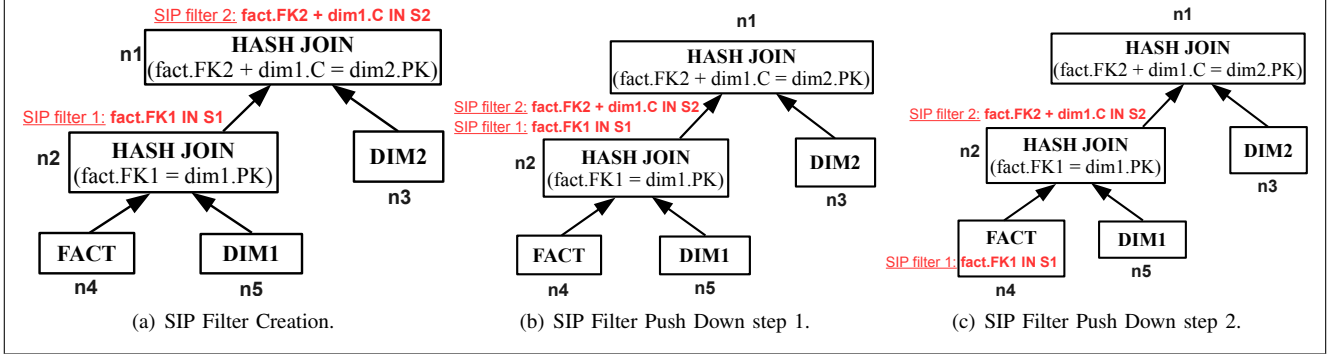 SIP filter 2: fact.FK2 + dim1.C IN S2
n1
HASH JOIN
(fact.FK2 + dim1.C = dim2.PK)
SIP filter 1: fact.FK1 IN S1
n2
HASH JOIN
(fact.FK1 = dim1.PK)
DIM2
n3
FACT
DIM1
n4
n5
(a) SIP Filter Creation.
n1
HASH JOIN
(fact.FK2 + dim1.C = dim2.PK)
SIP filter 2: fact.FK2 + dim1.C IN S2
SIP filter 1: fact.FK1 IN S1
n2
HASH JOIN
(fact.FK1 = dim1.PK)
DIM2
n3
FACT
DIM1
n4
n5
(b) SIP Filter Push Down step 1.
n1
HASH JOIN
(fact.FK2 + dim1.C = dim2.PK)
SIP filter 2: fact.FK2 + dim1.C IN S2
n2
HASH JOIN
(fact.FK1 = dim1.PK)
DIM2
n3
FACT
DIM1
SIP filter 1: fact.FK1 IN S1
n5
n4
(c) SIP Filter Push Down step 2.